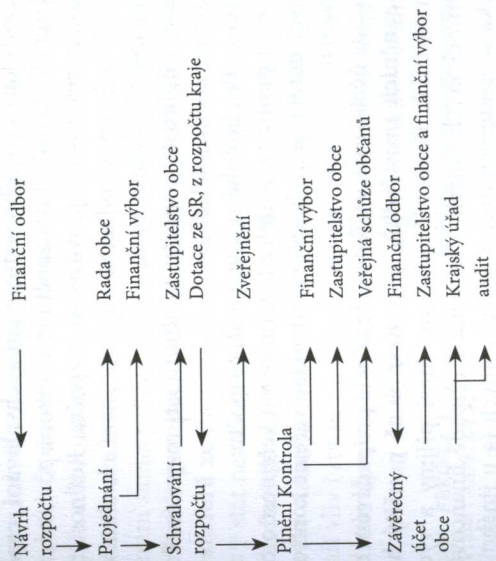 Návrh
rozpočtu
Finanční odbor
Projednání
Rada obce
Finanční výbor
Schvalování
rozpočtu
Zastupitelstvo obce
Dotace ze SR, z rozpočtu kraje
Zveřejnění
Plnění Kontrola
Finanční výbor
Zastupitelstvo obce
Veřejná schůze občanů
Závěrečný
účet
obce
Finanční odbor
Zastupitelstvo obce a finanční výbor
Krajský úřad
audit